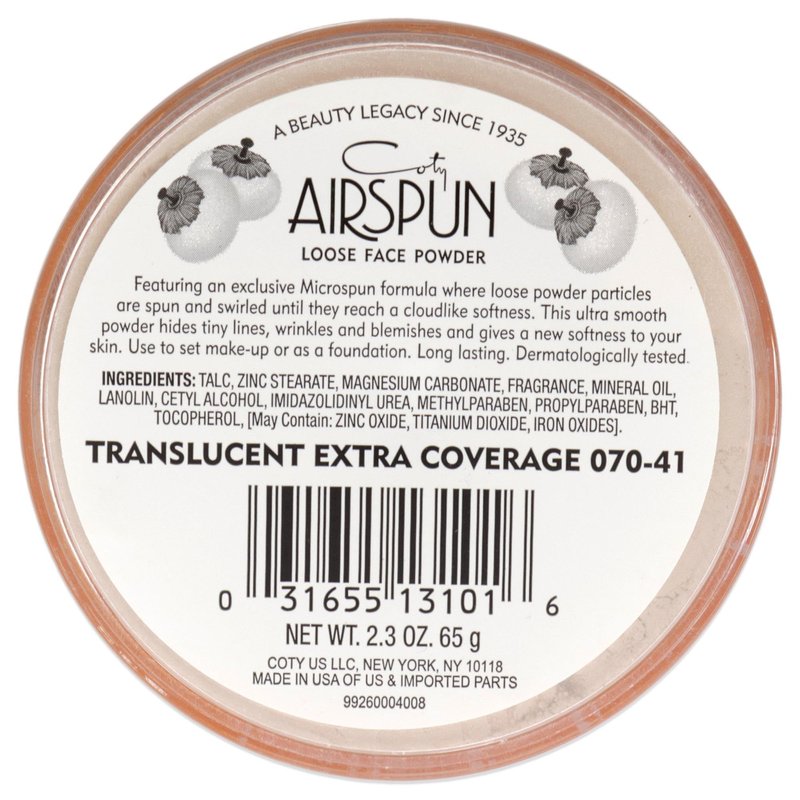 A BEAUTY LEGACY SINCE 1935
Coty
AIRSPUN
LOOSE FACE POWDER
Featuring an exclusive Microspun formula where loose powder particles
are spun and swirled until they reach a cloudlike softness. This ultra smooth
powder hides tiny lines, wrinkles and blemishes and gives a new softness to your
skin. Use to set make-up or as a foundation. Long lasting. Dermatologically tested.
INGREDIENTS: TALC, ZINC STEARATE, MAGNESIUM CARBONATE, FRAGRANCE, MINERAL OIL,
LANOLIN, CETYL ALCOHOL, IMIDAZOLIDINYL UREA, METHYLPARABEN, PROPYLPARABEN, BHT,
TOCOPHEROL, [May Contain: ZINC OXIDE, TITANIUM DIOXIDE, IRON OXIDES].
TRANSLUCENT EXTRA COVERAGE 070-41
0 31655 13101 6
NET WT. 2.3 OZ. 65 g
COTY US LLC, NEW YORK, NY 10118
MADE IN USA OF US & IMPORTED PARTS
99260004008